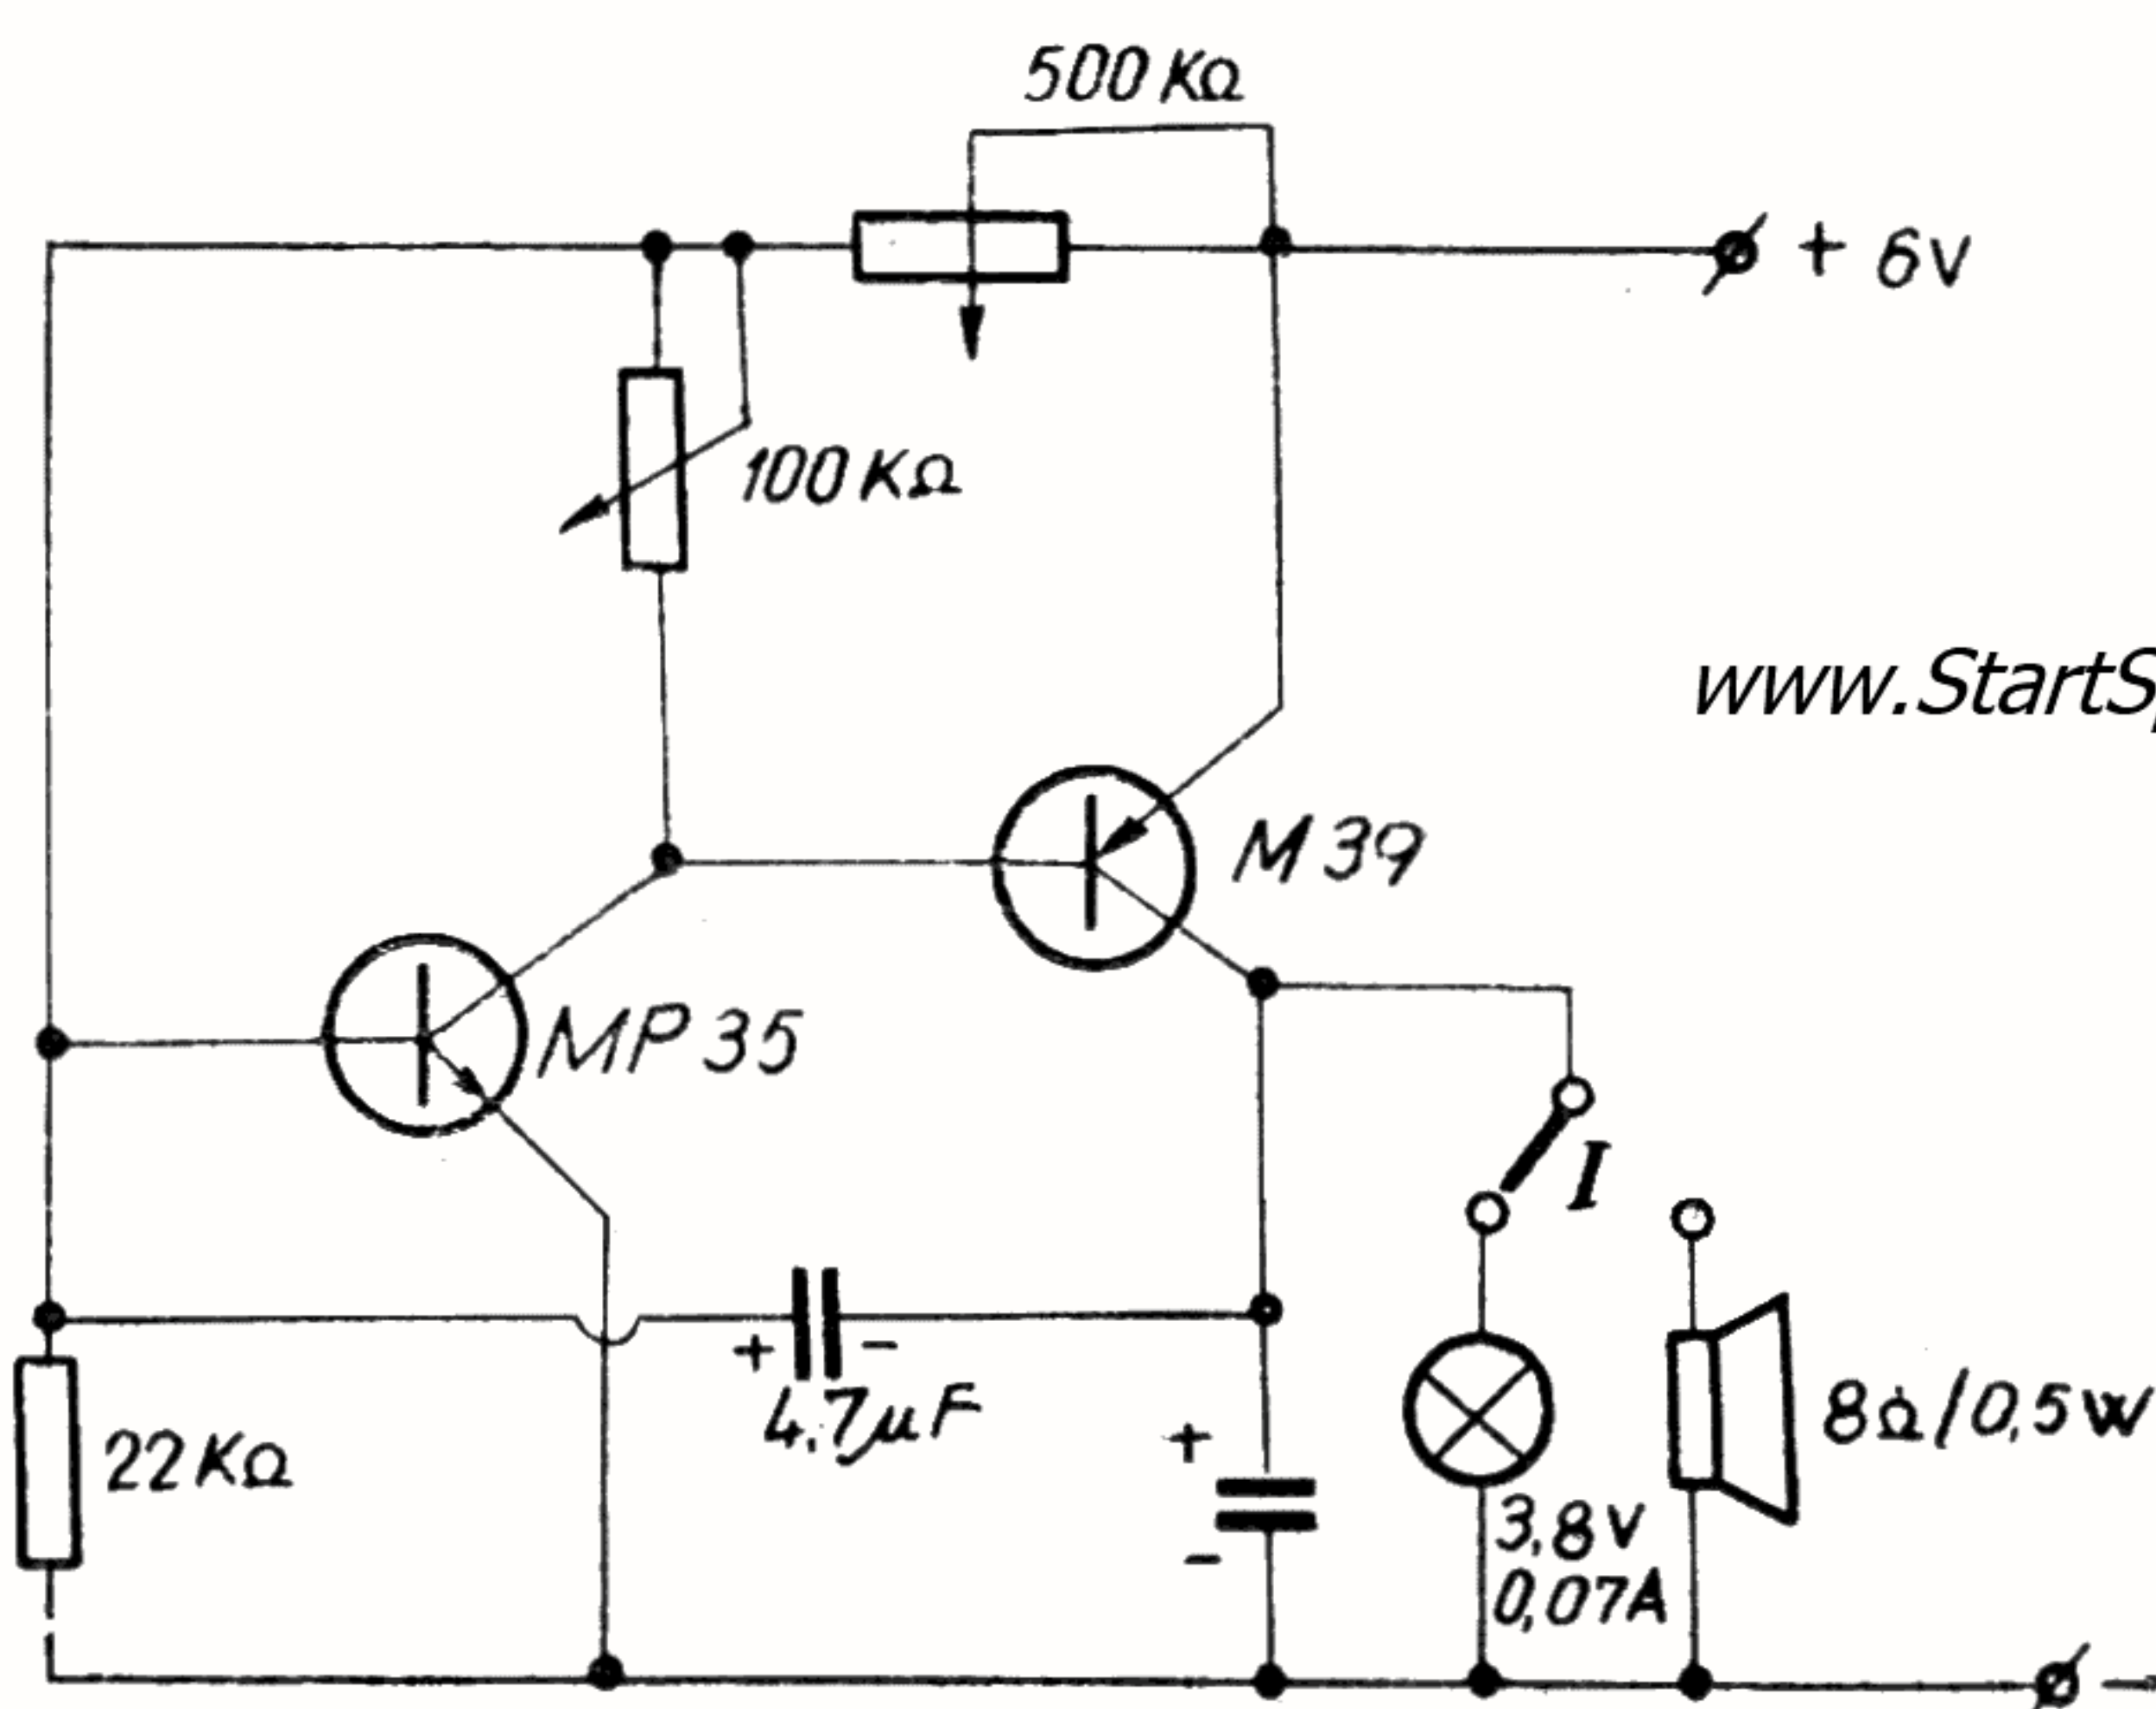 500 KΩ
+ 6V
100 KΩ
www.StartS
M 39
MP 35
I
+ -
4.7µF
22 KΩ
+
-
8Ω/0,5W
3,8V
0,07A
-